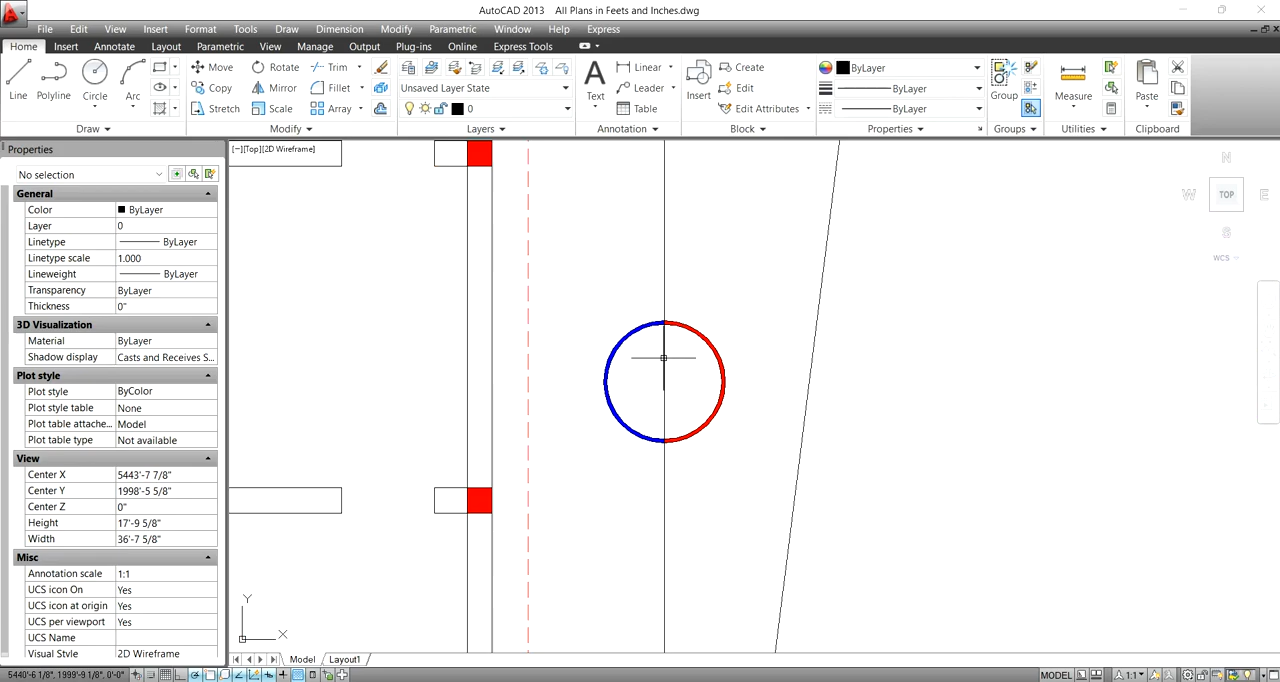 AutoCAD 2013 All Plans in Feets and Inches.dwg
File Edit View Insert Format Tools Draw Dimension Modify Parametric Window Help Express
Home Insert Annotate Layout Parametric View Manage Output Plug-ins Online Express Tools
Line Polyline Circle Arc
Move Rotate Trim
Copy Mirror Fillet
Stretch Scale Array
Unsaved Layer State
0
Text Linear
Leader
Table
Insert Create
Edit
Edit Attributes
ByLayer
ByLayer
ByLayer
Group
Measure
Paste
Draw Modify Layers Annotation Block Properties Groups Utilities Clipboard
Properties
No selection
General
Color ByLayer
Layer 0
Linetype ByLayer
Linetype scale 1.000
Lineweight ByLayer
Transparency ByLayer
Thickness 0"
3D Visualization
Material ByLayer
Shadow display Casts and Receives S...
Plot style
Plot style ByColor
Plot style table None
Plot table attache... Model
Plot table type Not available
View
Center X 5443'-7 7/8"
Center Y 1998'-5 5/8"
Center Z 0"
Height 17'-9 5/8"
Width 36'-7 5/8"
Misc
Annotation scale 1:1
UCS icon On Yes
UCS icon at origin Yes
UCS per viewport Yes
UCS Name
Visual Style 2D Wireframe
[−][Top][2D Wireframe]
N
W TOP E
S
WCS
Y
X
Model Layout1
5440'-6 1/8", 1999'-9 1/8", 0'-0"
MODEL 1:1